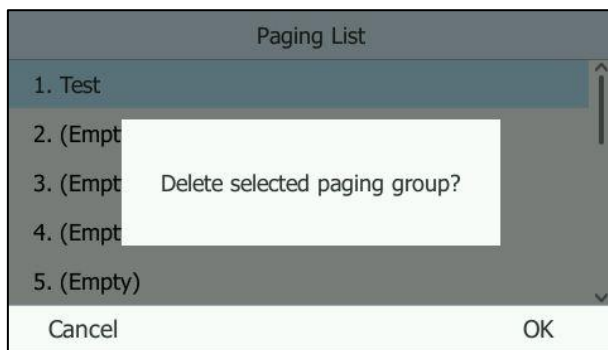 Paging List
1. Test
2. (Empt
3. (Empt
Delete selected paging group?
4. (Empt
5. (Empty)
Cancel OK